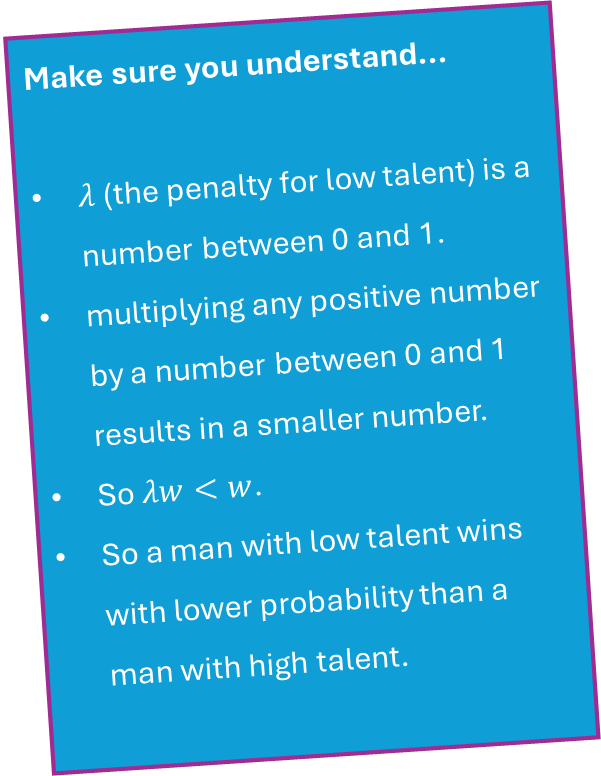 Make sure you understand...
• 𝜆 (the penalty for low talent) is a
number between 0 and 1.
• multiplying any positive number
by a number between 0 and 1
results in a smaller number.
• So 𝜆𝑤 < 𝑤.
• So a man with low talent wins
with lower probability than a
man with high talent.